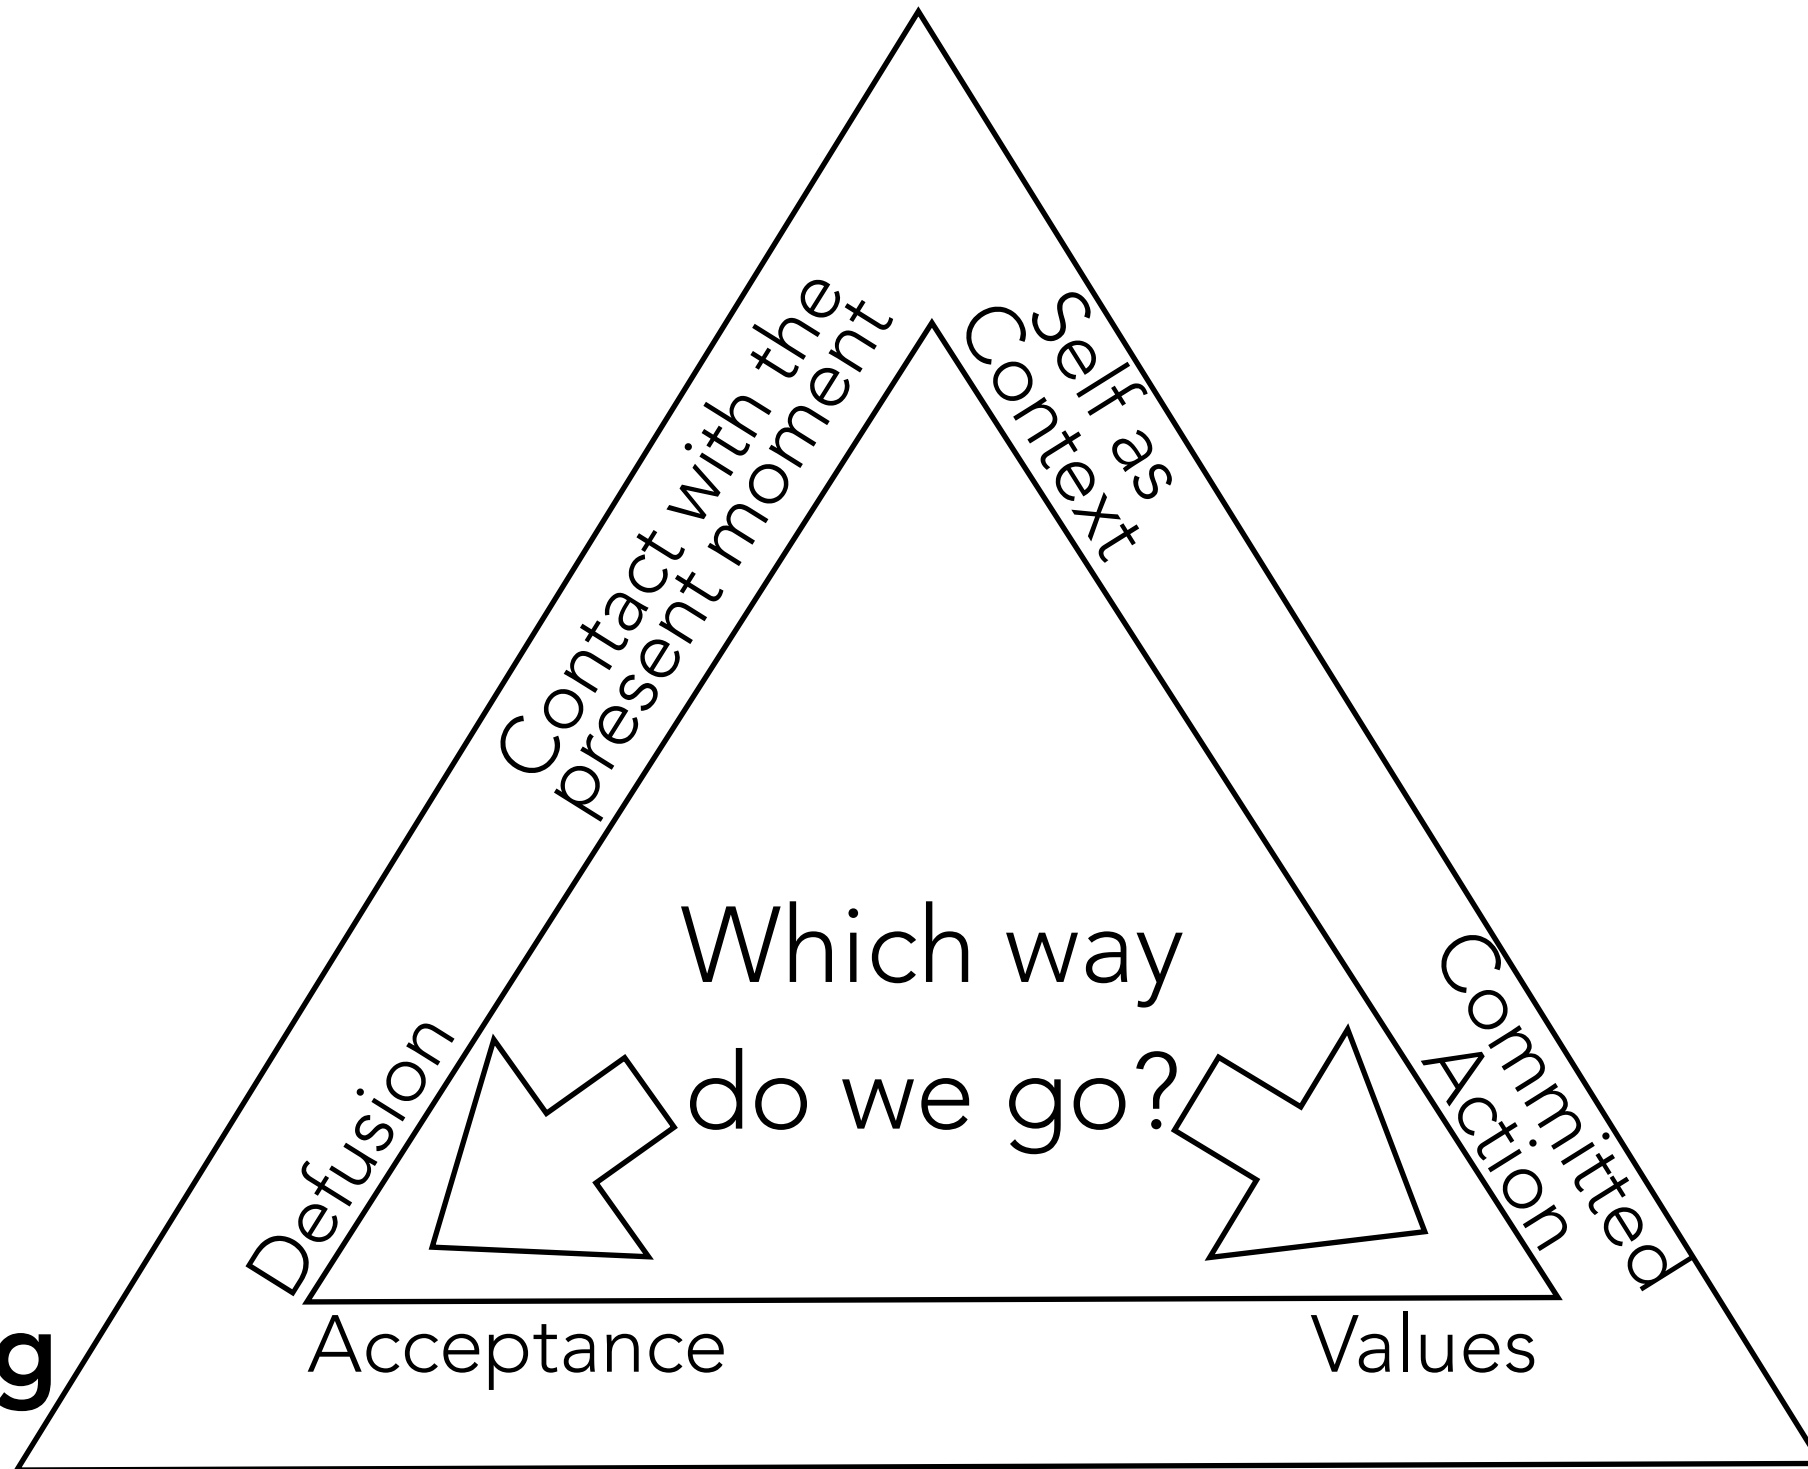 Contact with the
present moment
Self as
Context
Which way
do we go?
Defusion
Committed
Action
g
Acceptance
Values